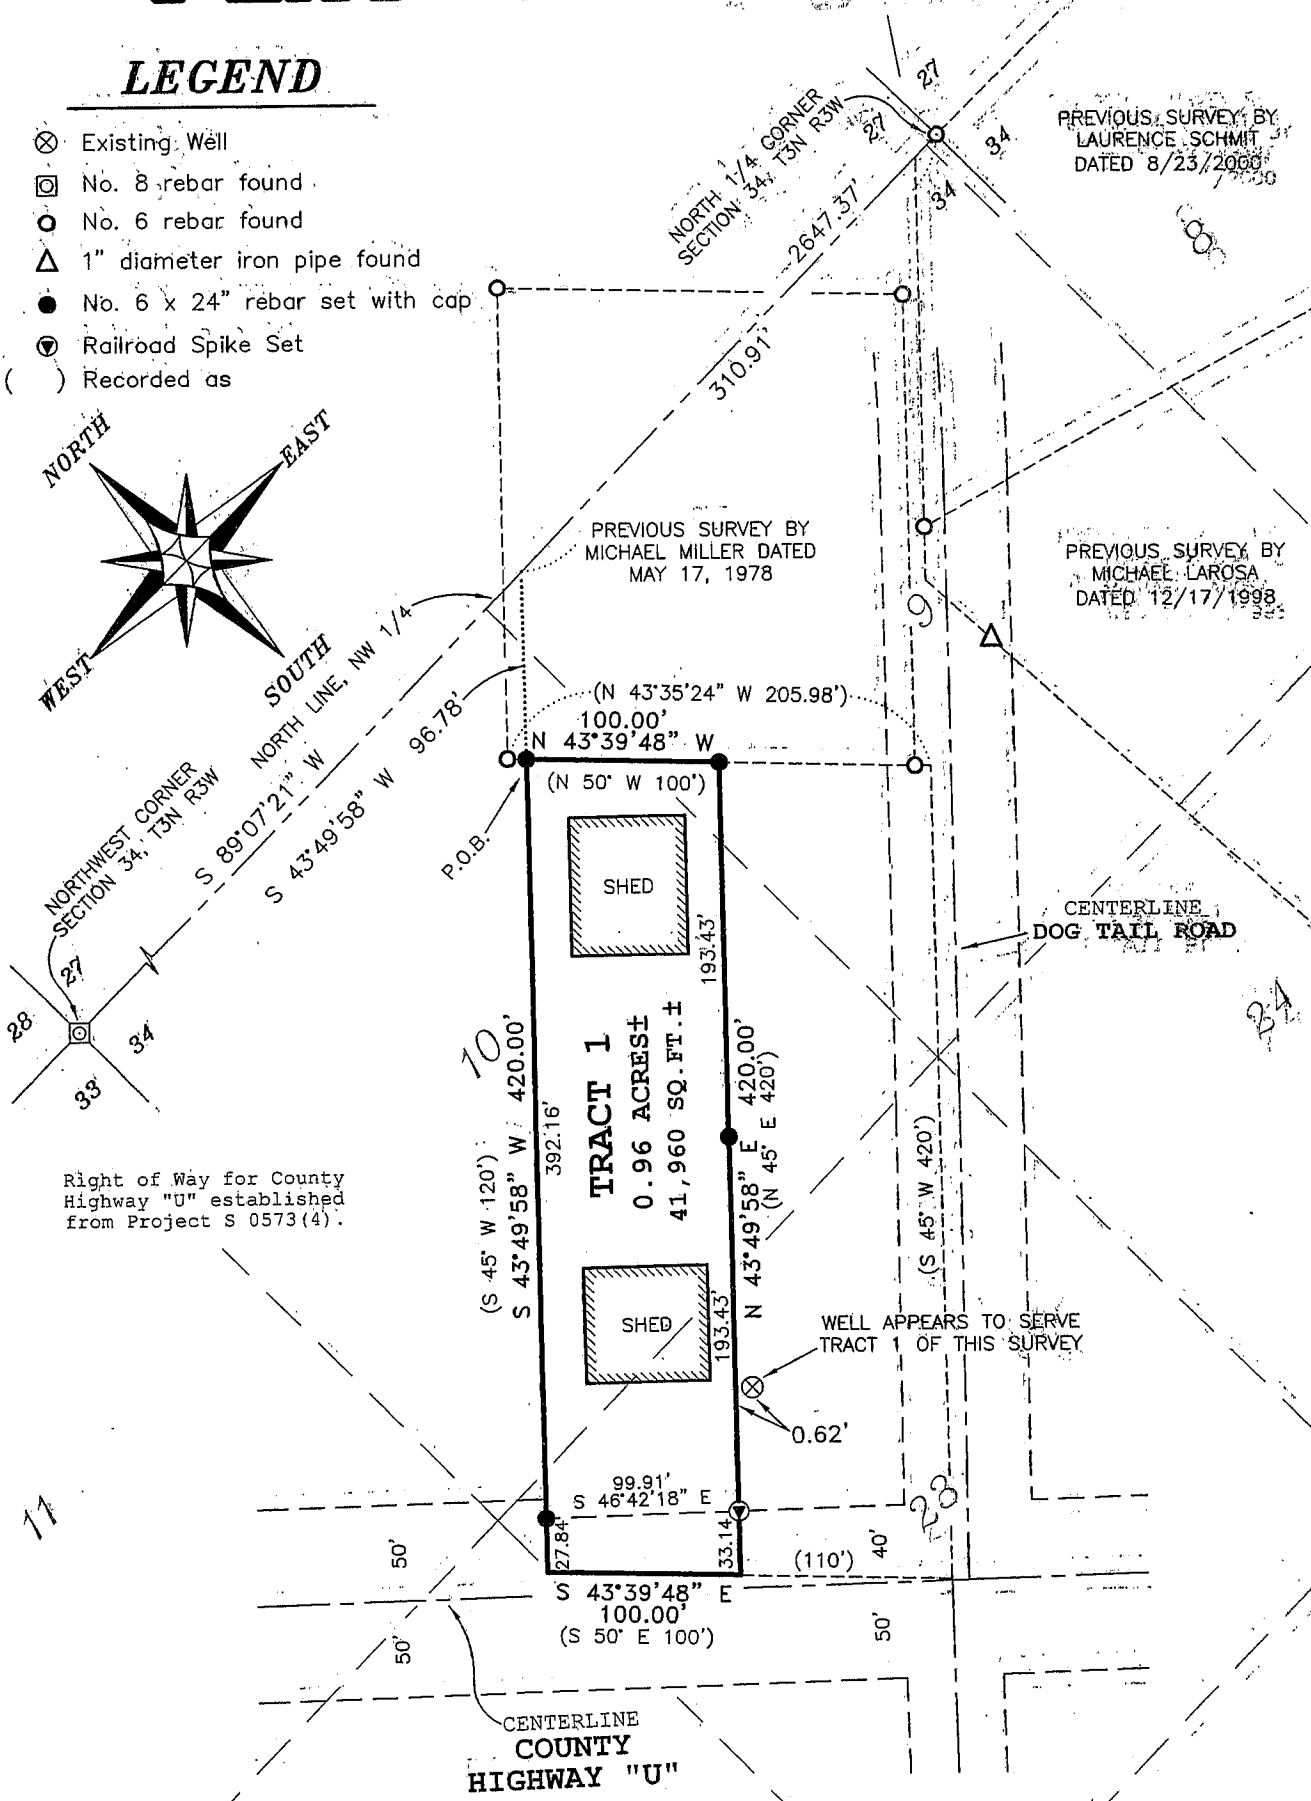 LEGEND
Existing Well
No. 8 rebar found
No. 6 rebar found
1" diameter iron pipe found
No. 6 x 24" rebar set with cap
Railroad Spike Set
( ) Recorded as
NORTH
EAST
WEST
SOUTH
NORTH 1/4 CORNER
SECTION 34, T3N R3W
27
27
34
34
PREVIOUS SURVEY BY
LAURENCE SCHMIT
DATED 8/23/2000
8
2647.37'
310.91'
PREVIOUS SURVEY BY
MICHAEL MILLER DATED
MAY 17, 1978
PREVIOUS SURVEY BY
MICHAEL LAROSA
DATED 12/17/1998
9
NORTH LINE, NW 1/4
S 89°07'21" W
S 43°49'58" W 96.78'
(N 43°35'24" W 205.98')
100.00'
N 43°39'48" W
(N 50° W 100')
P.O.B.
NORTHWEST CORNER
SECTION 34, T3N R3W
27
28
34
33
SHED
193.43'
CENTERLINE
DOG TAIL ROAD
24
10
TRACT 1
0.96 ACRES±
41,960 SQ.FT.±
392.16'
S 43°49'58" W 420.00'
(S 45° W 120')
N 43°49'58" E 420.00'
(N 45° E 420')
(S 45° W 420')
Right of Way for County
Highway "U" established
from Project S 0573(4).
SHED
193.43'
WELL APPEARS TO SERVE
TRACT 1 OF THIS SURVEY
0.62'
99.91'
S 46°42'18" E
23
11
27.84'
33.14'
(110')
40'
50'
50'
50'
S 43°39'48" E
100.00'
(S 50° E 100')
CENTERLINE
COUNTY
HIGHWAY "U"